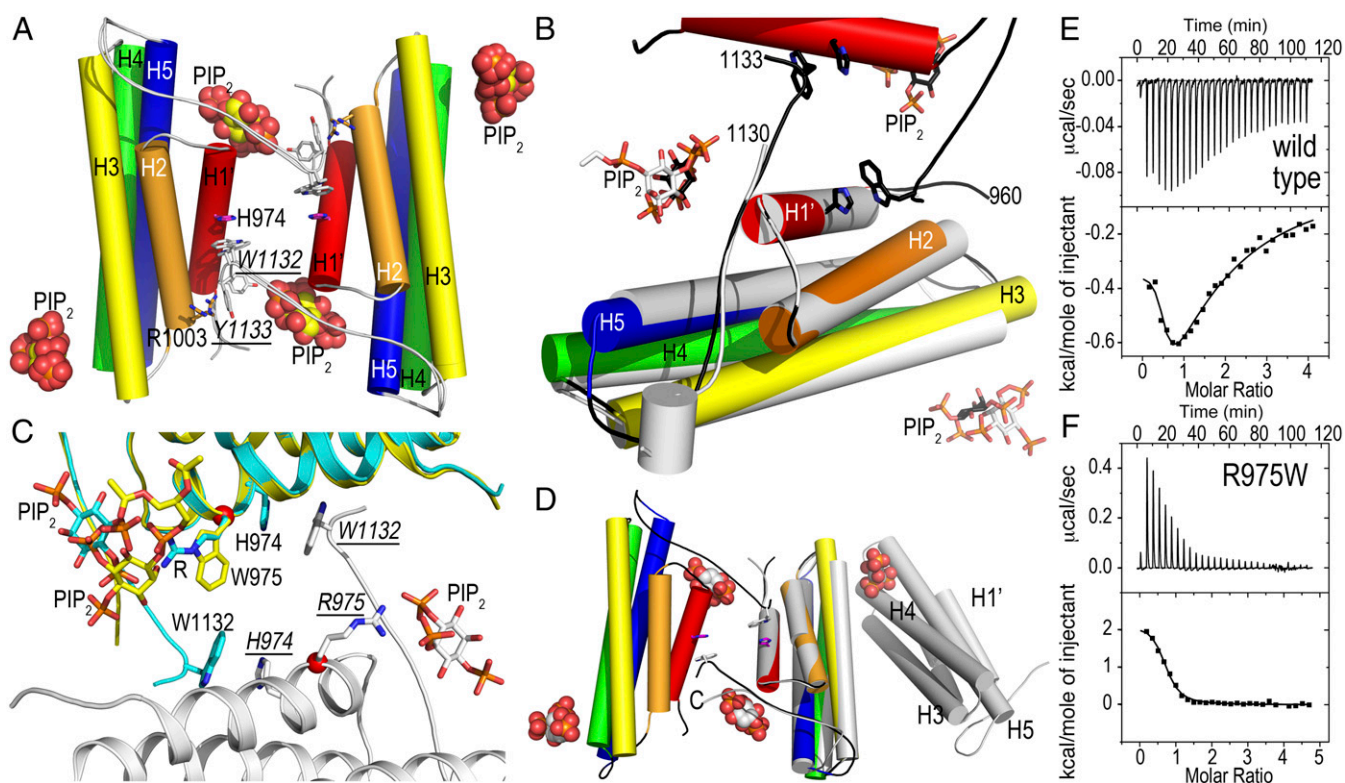 A
H4
H5
PIP2
PIP2
H3
H2
H1'
H974
H1'
H2
H3
W1132
PIP2
R1003
Y1133
PIP2
H5
H4
B
1133
PIP2
1130
PIP2
960
H1'
H2
H3
H5
H4
PIP2
C
PIP2
W1132
H974
R
W975
PIP2
R975
PIP2
W1132
H974
D
H4
H1'
C
H3
H5
E
Time (min)
0 20 40 60 80 100 120
0.00
-0.04
-0.08
µcal/sec
wild
type
-0.2
-0.4
-0.6
kcal/mole of injectant
0 1 2 3 4
Molar Ratio
F
Time (min)
0 20 40 60 80 100 120
0.4
0.2
0.0
µcal/sec
R975W
2
1
0
kcal/mole of injectant
0 1 2 3 4 5
Molar Ratio